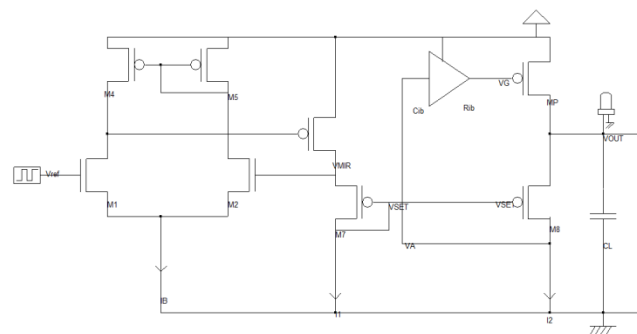 M4
M5
Cib
Rib
VG
MP
VOUT
Vref
VMIR
M1
M2
VSET
VSET
M7
VA
M8
CL
IB
I1
I2